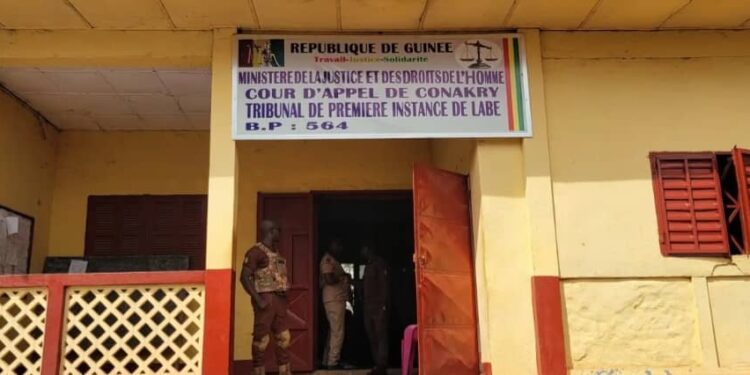 REPUBLIQUE DE GUINEE
Travail-Justice-Solidarité
MINISTERE DE LA JUSTICE ET DES DROITS DE L'HOMME
COUR D'APPEL DE CONAKRY
TRIBUNAL DE PREMIERE INSTANCE DE LABE
B.P : 564